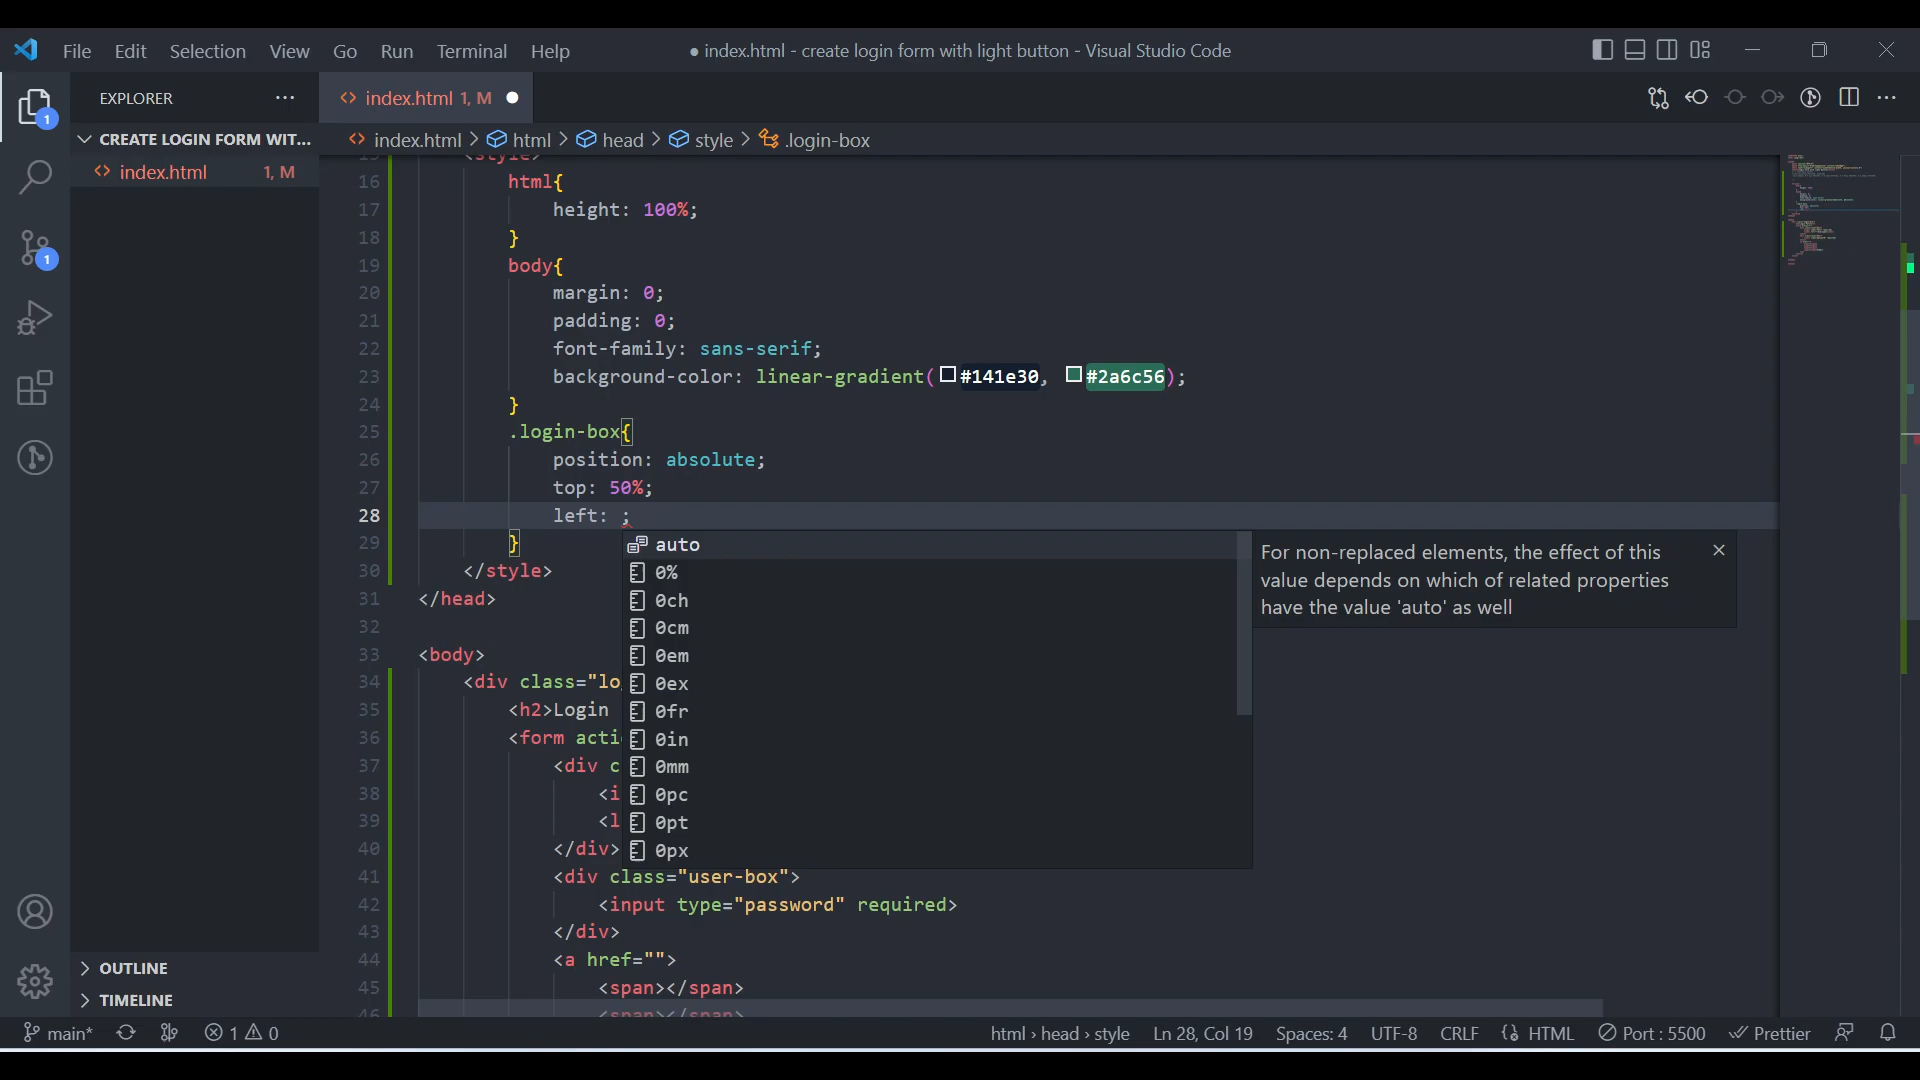 File Edit Selection View Go Run Terminal Help
● index.html - create login form with light button - Visual Studio Code
EXPLORER ···
<> index.html 1, M ●
1
CREATE LOGIN FORM WIT...
<> index.html > html > head > style > .login-box
<> index.html 1, M
1
<style>
16 html{
17 height: 100%;
18 }
19 body{
20 margin: 0;
21 padding: 0;
22 font-family: sans-serif;
23 background-color: linear-gradient(#141e30, #2a6c56);
24 }
25 .login-box{
26 position: absolute;
27 top: 50%;
28 left: ;
29 }
30 </style>
31 </head>
32
33 <body>
34 <div class="lo
35 <h2>Login
36 <form acti
37 <div c
38 <i
39 <l
40 </div>
41 <div class="user-box">
42 <input type="password" required>
43 </div>
44 <a href="">
45 <span></span>
46 <span></span>
auto
0%
0ch
0cm
0em
0ex
0fr
0in
0mm
0pc
0pt
0px
For non-replaced elements, the effect of this
value depends on which of related properties
have the value 'auto' as well
OUTLINE
TIMELINE
main* 1 0 html › head › style Ln 28, Col 19 Spaces: 4 UTF-8 CRLF HTML Port : 5500 Prettier